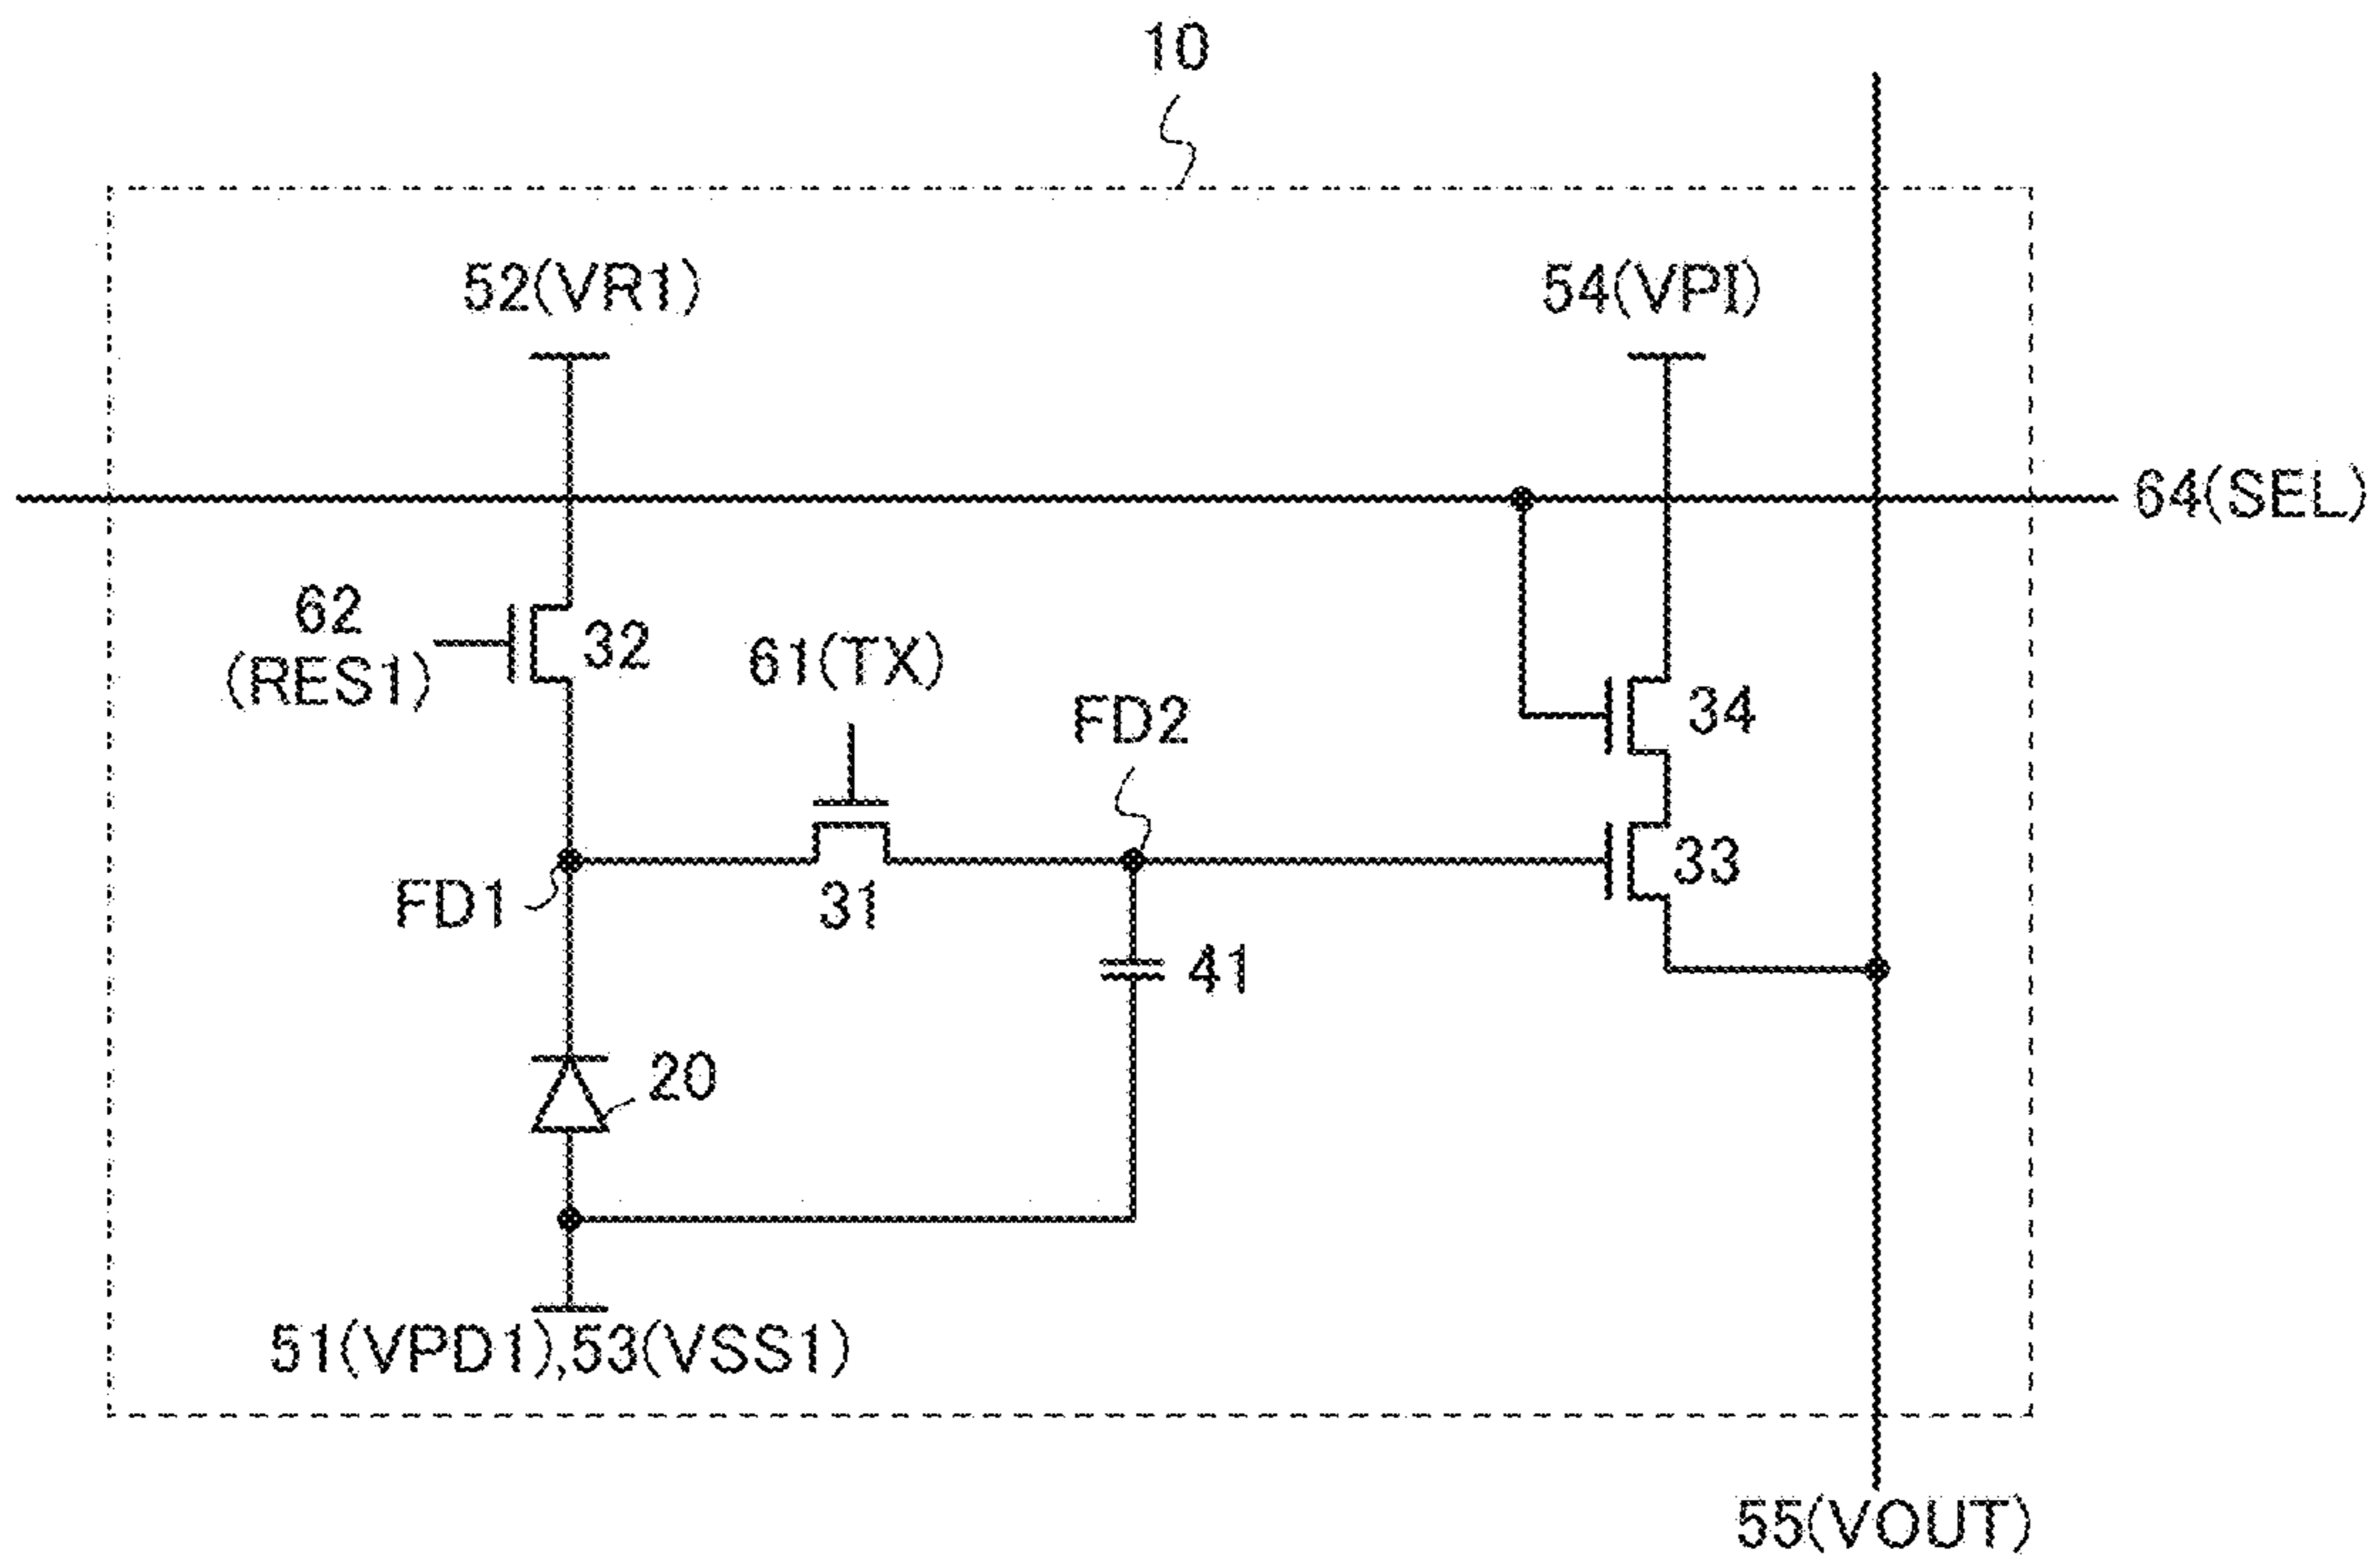 10
52(VR1)
54(VPI)
64(SEL)
62
(RES1)
32
61(TX)
FD2
34
33
FD1
31
41
20
51(VPD1),53(VSS1)
55(VOUT)